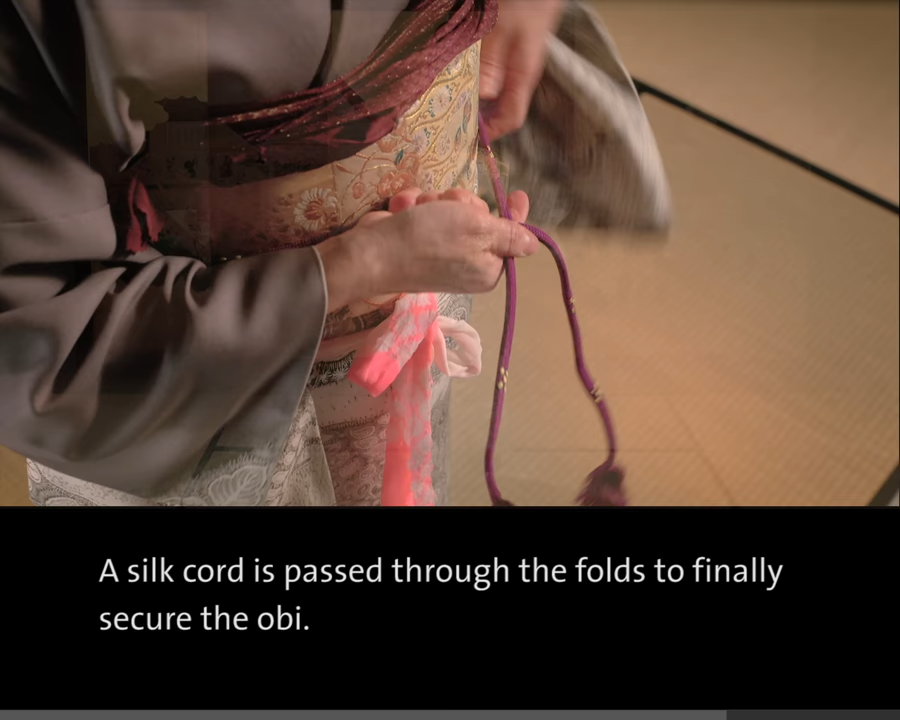 A silk cord is passed through the folds to finally
secure the obi.